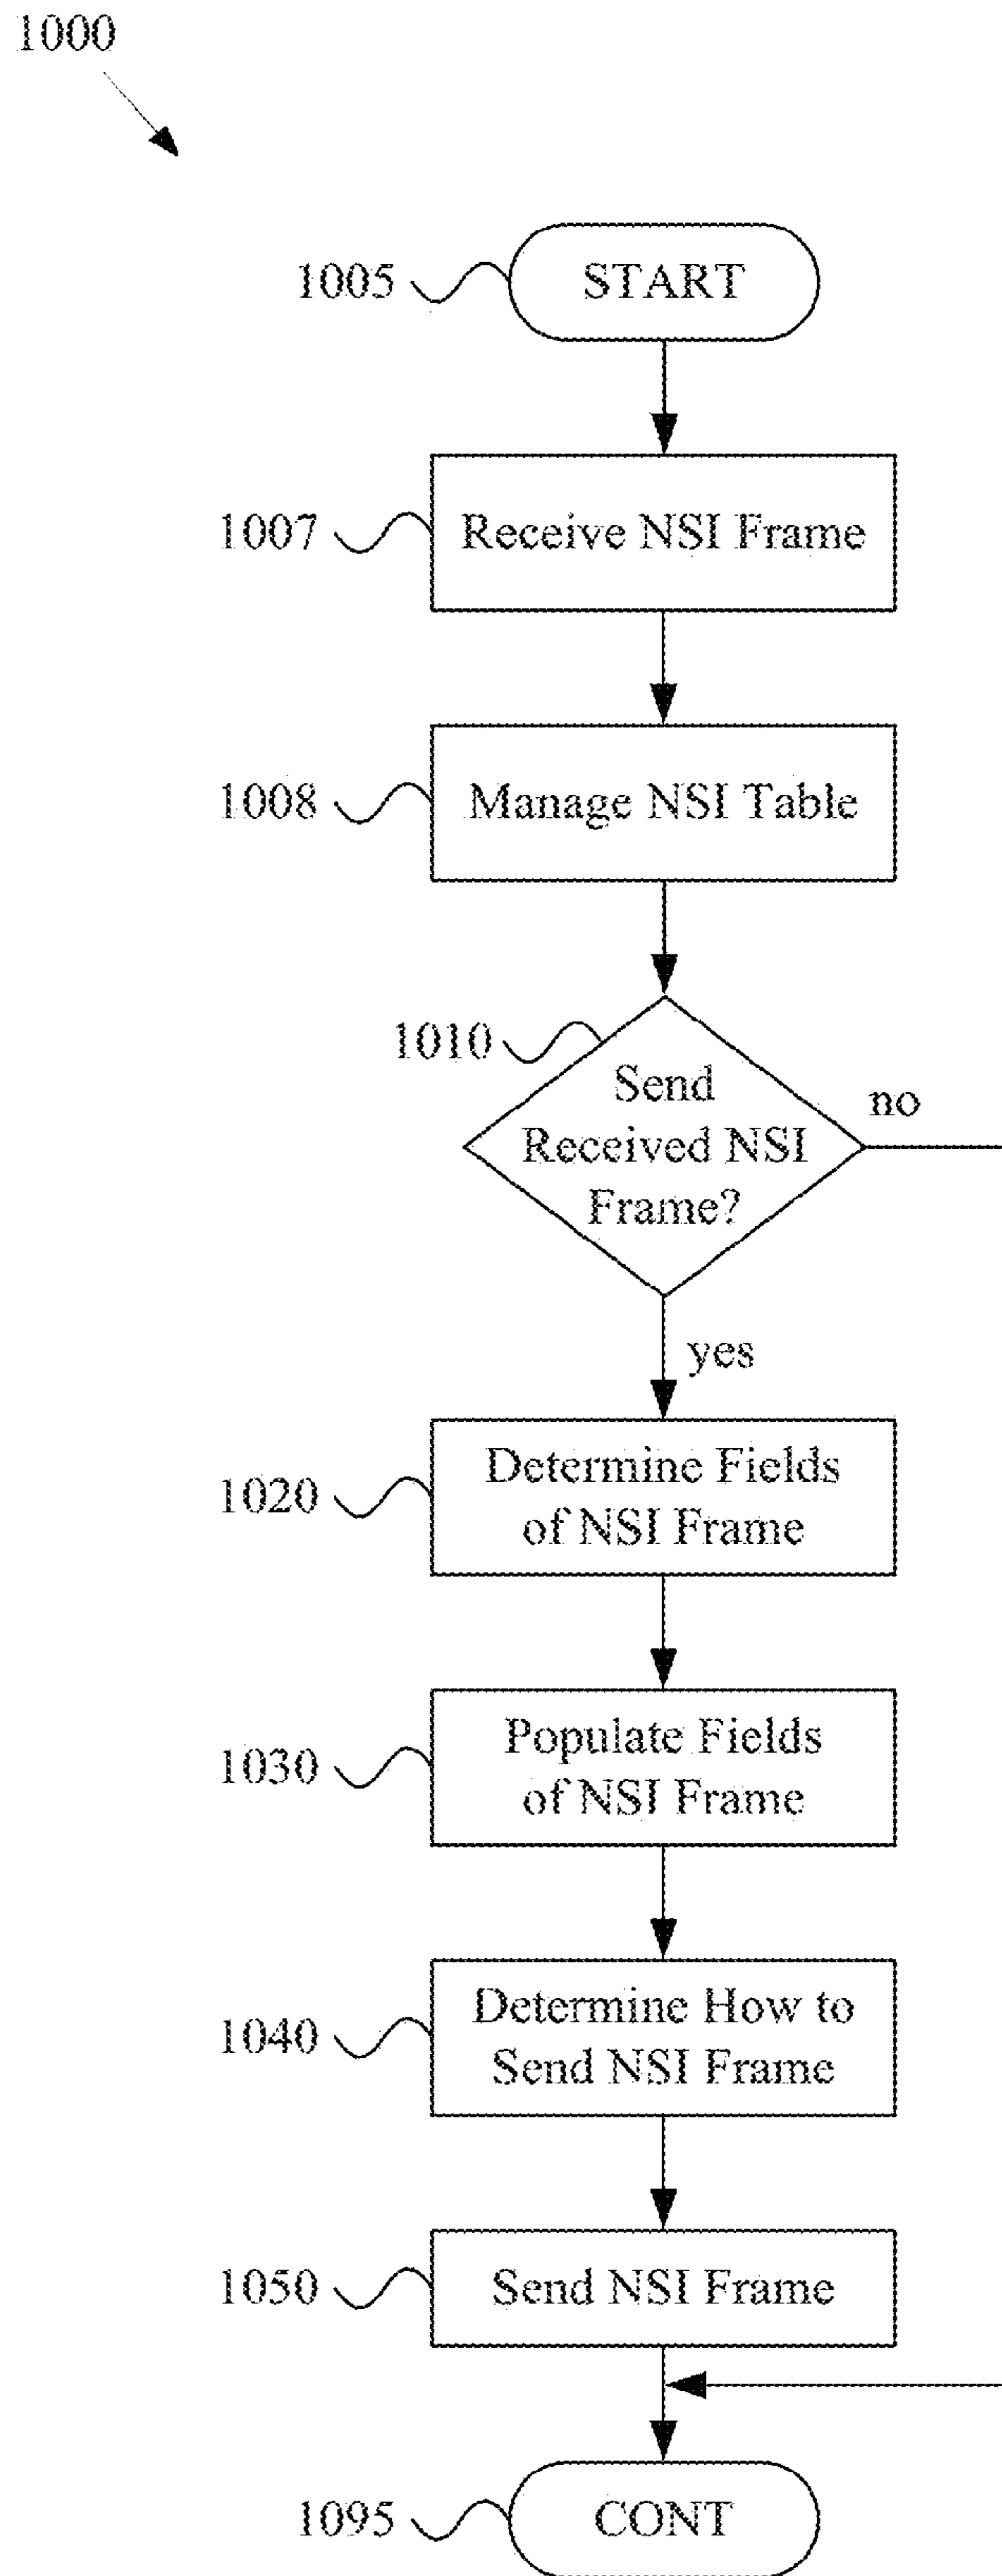 1000
1005
START
1007
Receive NSI Frame
1008
Manage NSI Table
1010
Send
Received NSI
Frame?
no
yes
1020
Determine Fields
of NSI Frame
1030
Populate Fields
of NSI Frame
1040
Determine How to
Send NSI Frame
1050
Send NSI Frame
1095
CONT